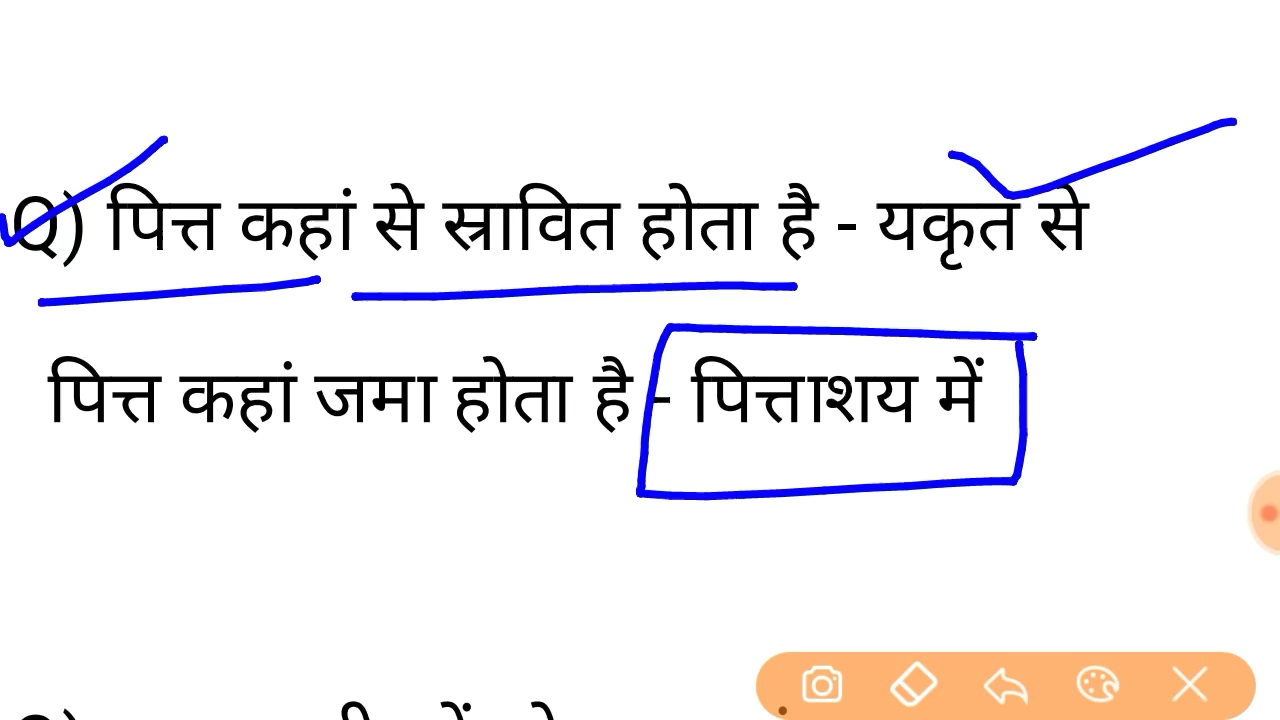 Q) पित्त कहां से स्रावित होता है - यकृत से
पित्त कहां जमा होता है - पित्ताशय में